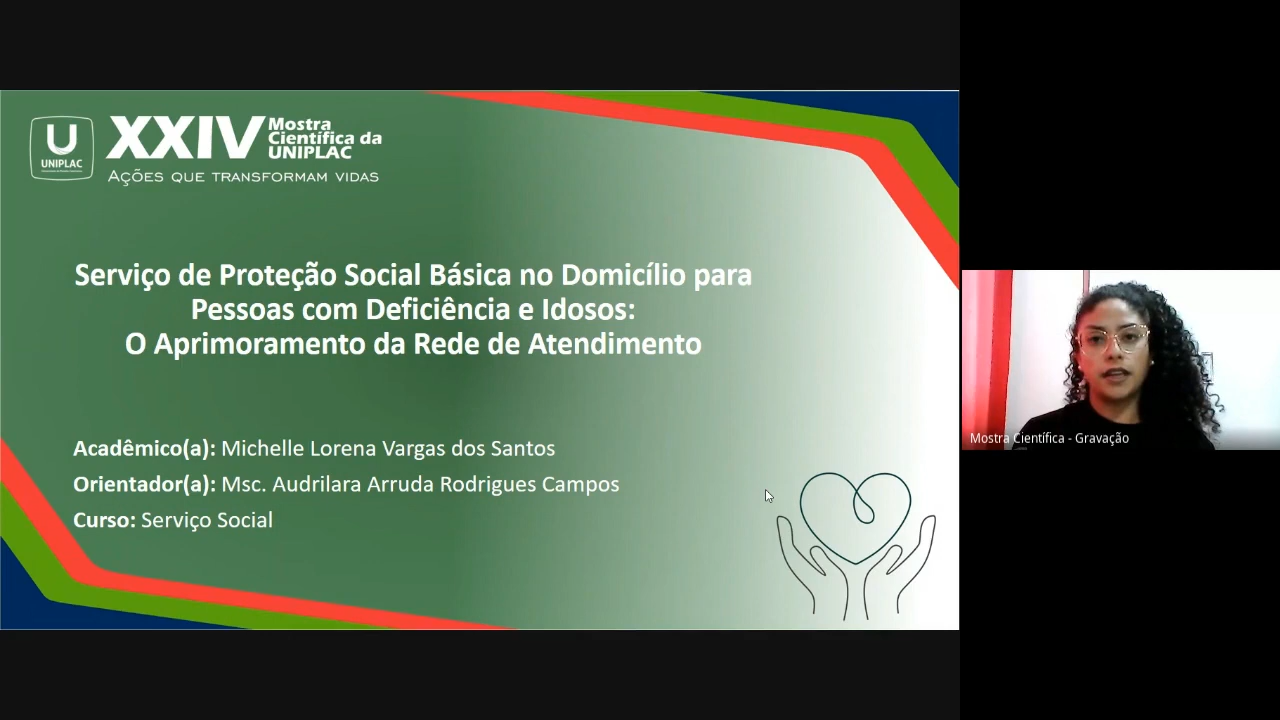 U
UNIPLAC
XXIV Mostra
Científica da
UNIPLAC
AÇÕES QUE TRANSFORMAM VIDAS
Serviço de Proteção Social Básica no Domicílio para
Pessoas com Deficiência e Idosos:
O Aprimoramento da Rede de Atendimento
Acadêmico(a): Michelle Lorena Vargas dos Santos
Orientador(a): Msc. Audrilara Arruda Rodrigues Campos
Curso: Serviço Social
Mostra Científica - Gravação